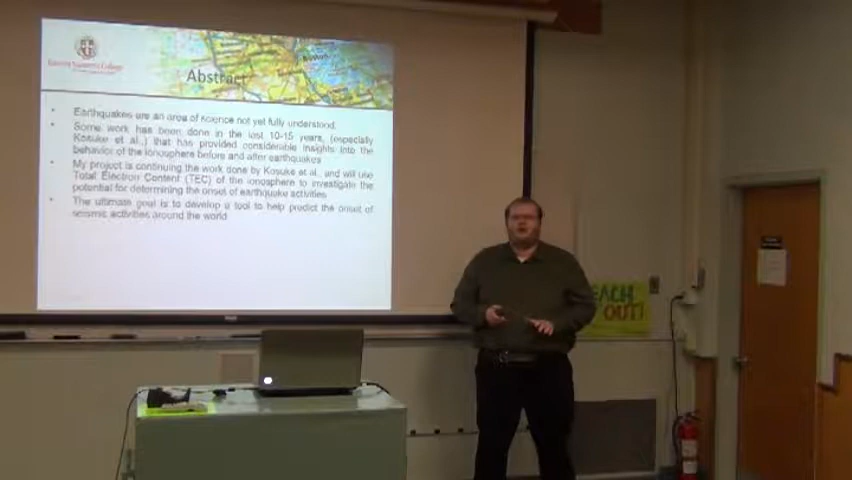 Abstract
• Earthquakes are an area of science not yet fully understood.
• Some work has been done in the last 10-15 years, (especially
Kosuke et al.,) that has provided considerable insights into the
behavior of the ionosphere before and after earthquakes
• My project is continuing the work done by Kosuke et al., and will use
Total Electron Content (TEC) of the ionosphere to investigate the
potential for determining the onset of earthquake activities
• The ultimate goal is to develop a tool to help predict the onset of
seismic activities around the world
EACH
OUT!